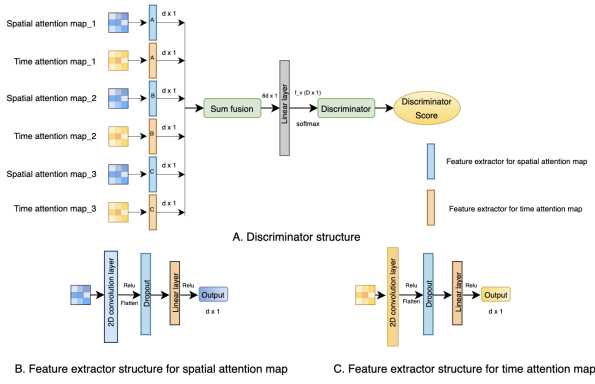 Spatial attention map_1
A
d x 1
Time attention map_1
A
d x 1
Spatial attention map_2
B
d x 1
Time attention map_2
B
d x 1
Spatial attention map_3
C
d x 1
Time attention map_3
C
d x 1
Sum fusion
6d x 1
Linear layer
f_v (D x 1)
softmax
Discriminator
Discriminator
Score
Feature extractor for spatial attention map
Feature extractor for time attention map
A. Discriminator structure
2D convolution layer
Relu
Flatten
Dropout
Linear layer
Relu
Output
d x 1
B. Feature extractor structure for spatial attention map
2D convolution layer
Relu
Flatten
Dropout
Linear layer
Relu
Output
d x 1
C. Feature extractor structure for time attention map